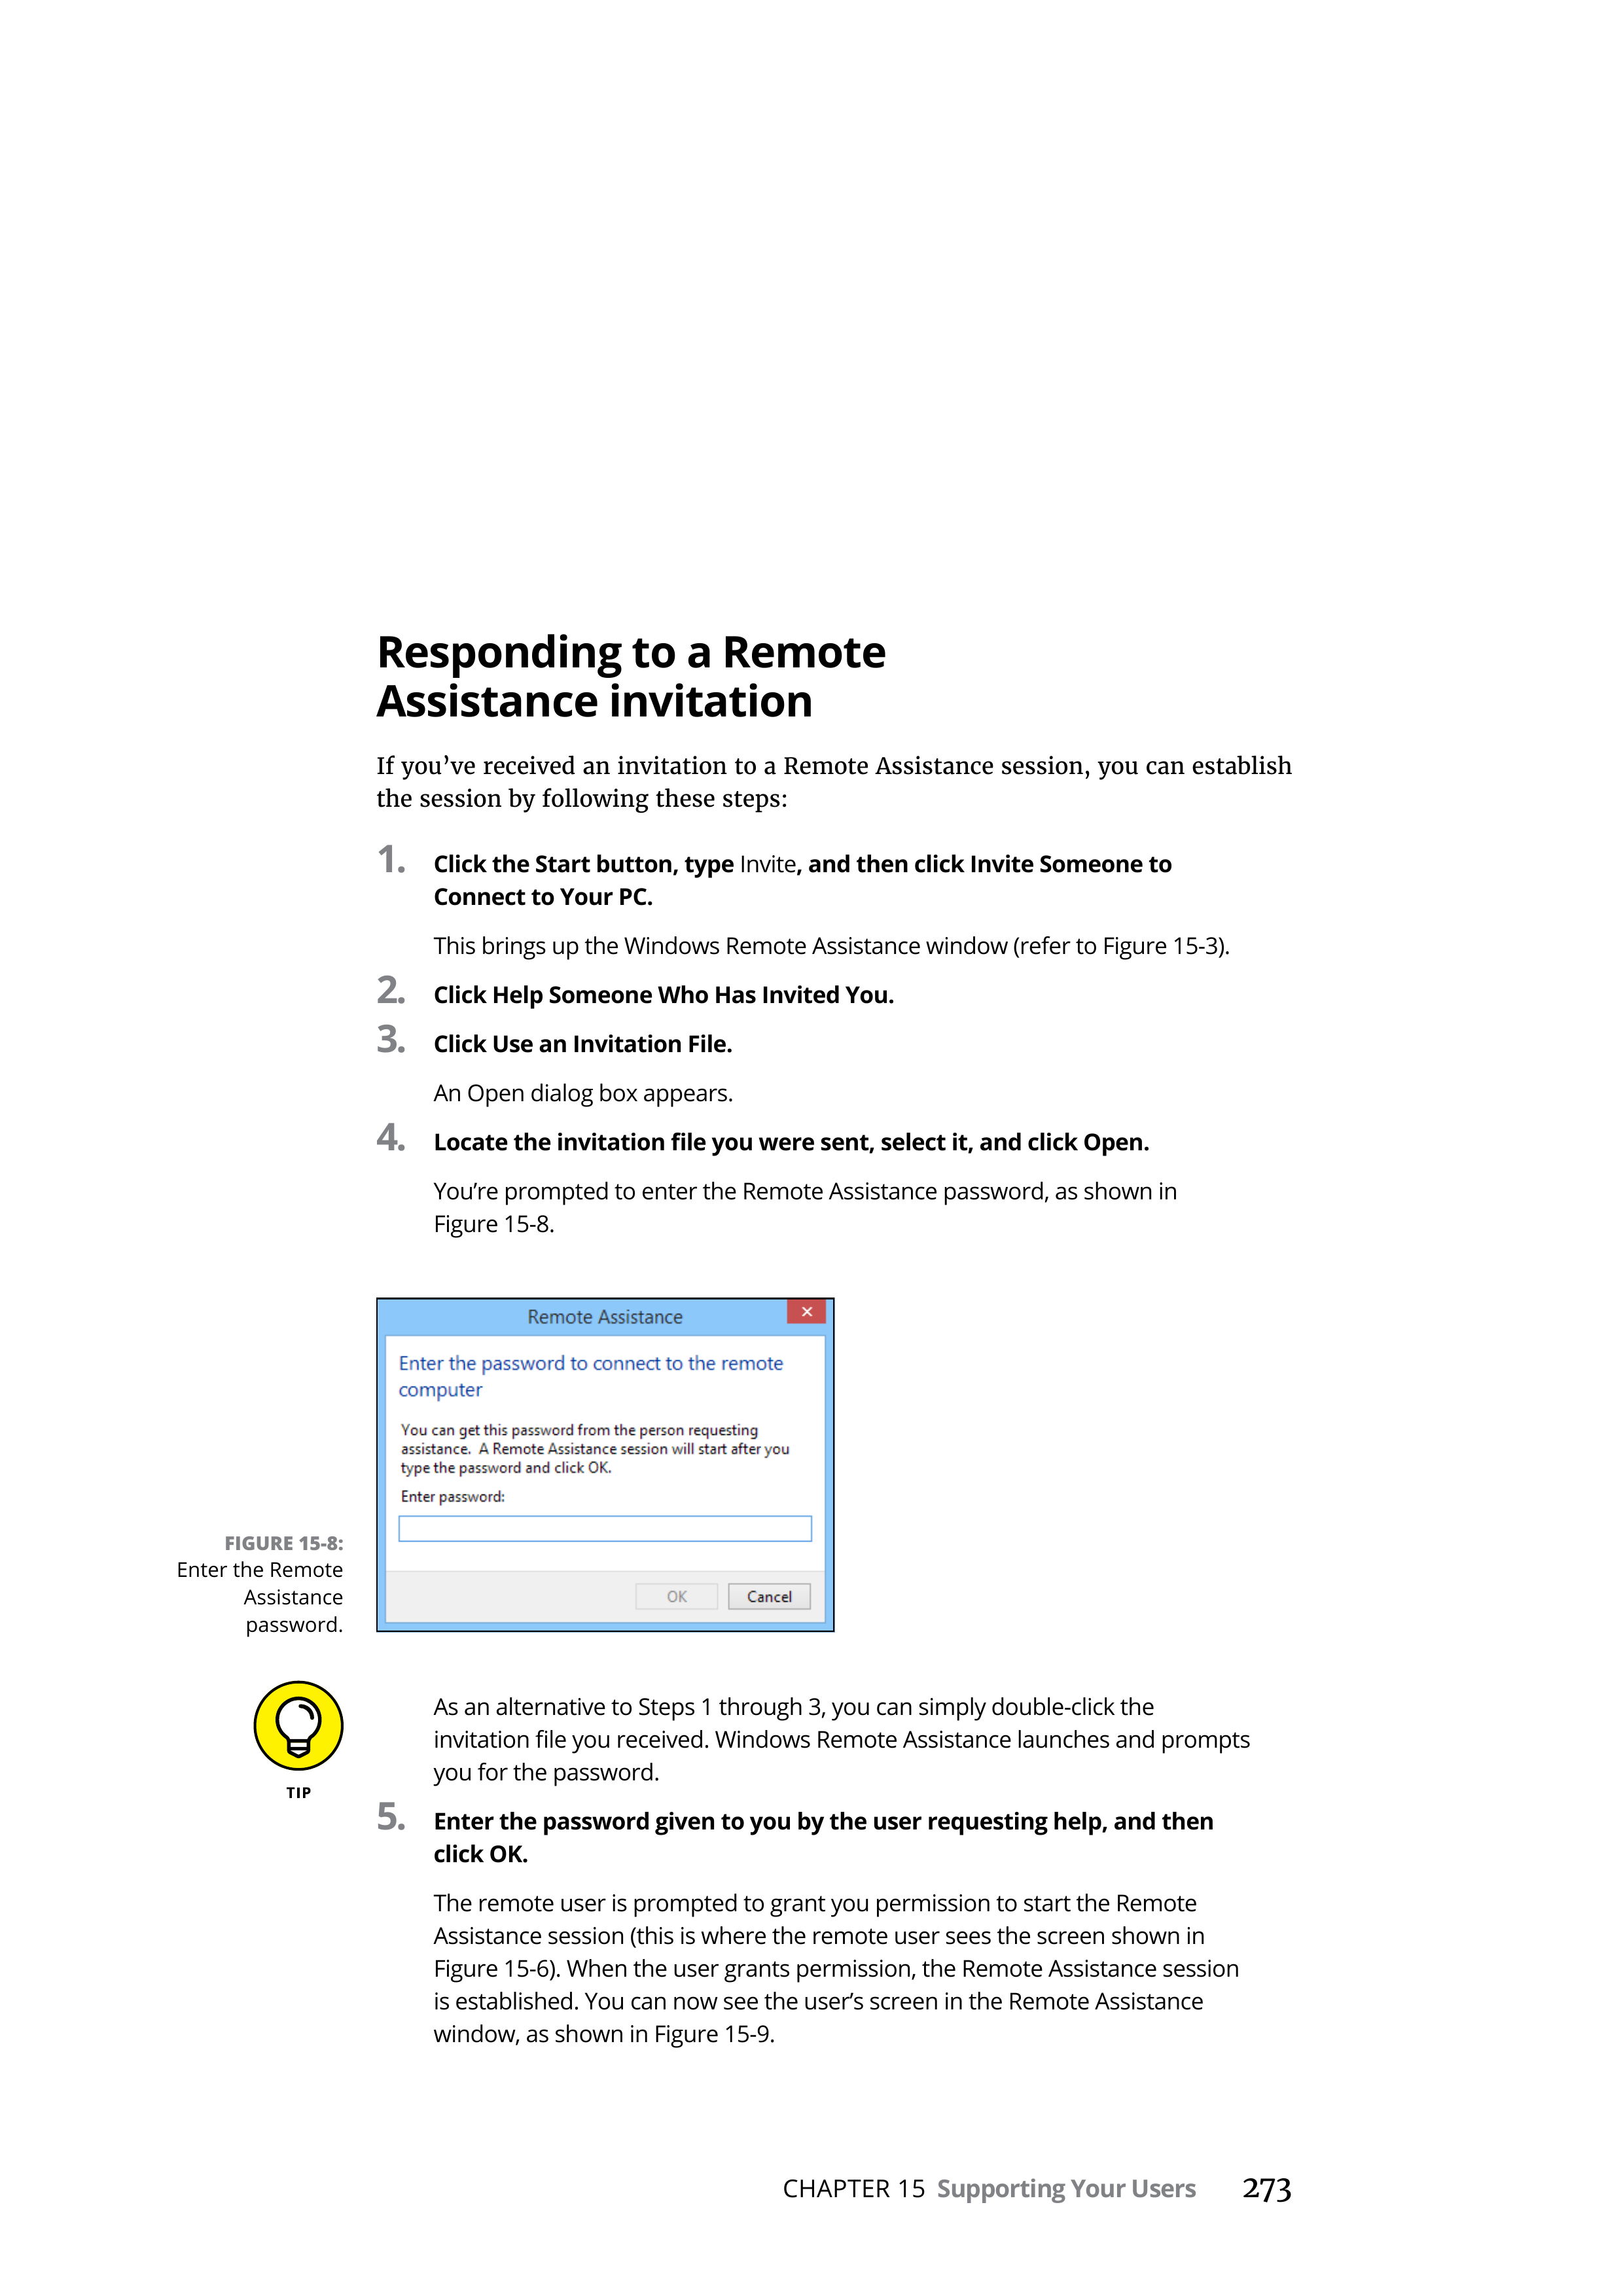 Responding to a Remote
Assistance invitation
If you’ve received an invitation to a Remote Assistance session, you can establish
the session by following these steps:
1. Click the Start button, type Invite, and then click Invite Someone to
Connect to Your PC.
This brings up the Windows Remote Assistance window (refer to Figure 15-3).
2. Click Help Someone Who Has Invited You.
3. Click Use an Invitation File.
An Open dialog box appears.
4. Locate the invitation file you were sent, select it, and click Open.
You’re prompted to enter the Remote Assistance password, as shown in
Figure 15-8.
Remote Assistance
Enter the password to connect to the remote
computer
You can get this password from the person requesting
assistance. A Remote Assistance session will start after you
type the password and click OK.
Enter password:
OK Cancel
FIGURE 15-8:
Enter the Remote
Assistance
password.
TIP
As an alternative to Steps 1 through 3, you can simply double-click the
invitation file you received. Windows Remote Assistance launches and prompts
you for the password.
5. Enter the password given to you by the user requesting help, and then
click OK.
The remote user is prompted to grant you permission to start the Remote
Assistance session (this is where the remote user sees the screen shown in
Figure 15-6). When the user grants permission, the Remote Assistance session
is established. You can now see the user’s screen in the Remote Assistance
window, as shown in Figure 15-9.
CHAPTER 15 Supporting Your Users 273